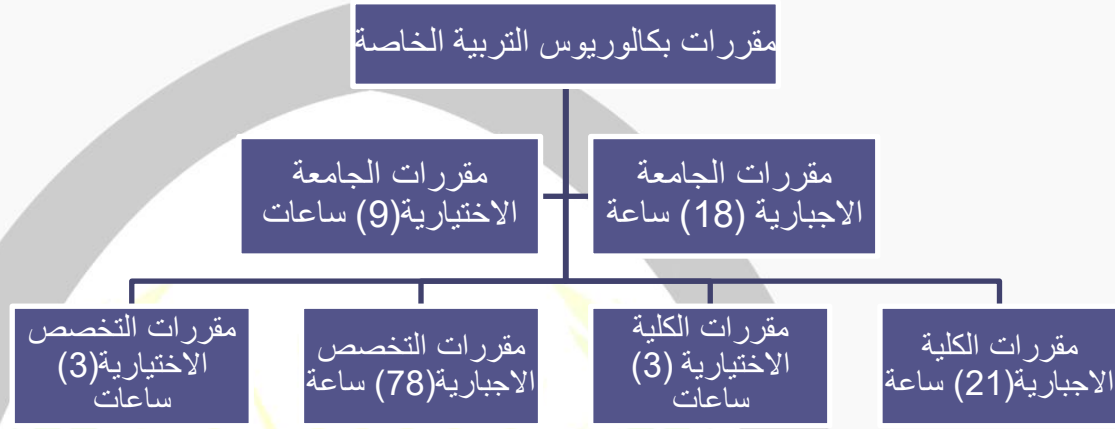 مقررات بكالوريوس التربية الخاصة
مقررات الجامعة
الاجبارية (18) ساعة
مقررات الجامعة
الاختيارية(9) ساعات
مقررات الكلية
الاجبارية(21) ساعة
مقررات الكلية
الاختيارية (3)
ساعات
مقررات التخصص
الاجبارية(78) ساعة
مقررات التخصص
الاختيارية(3)
ساعات